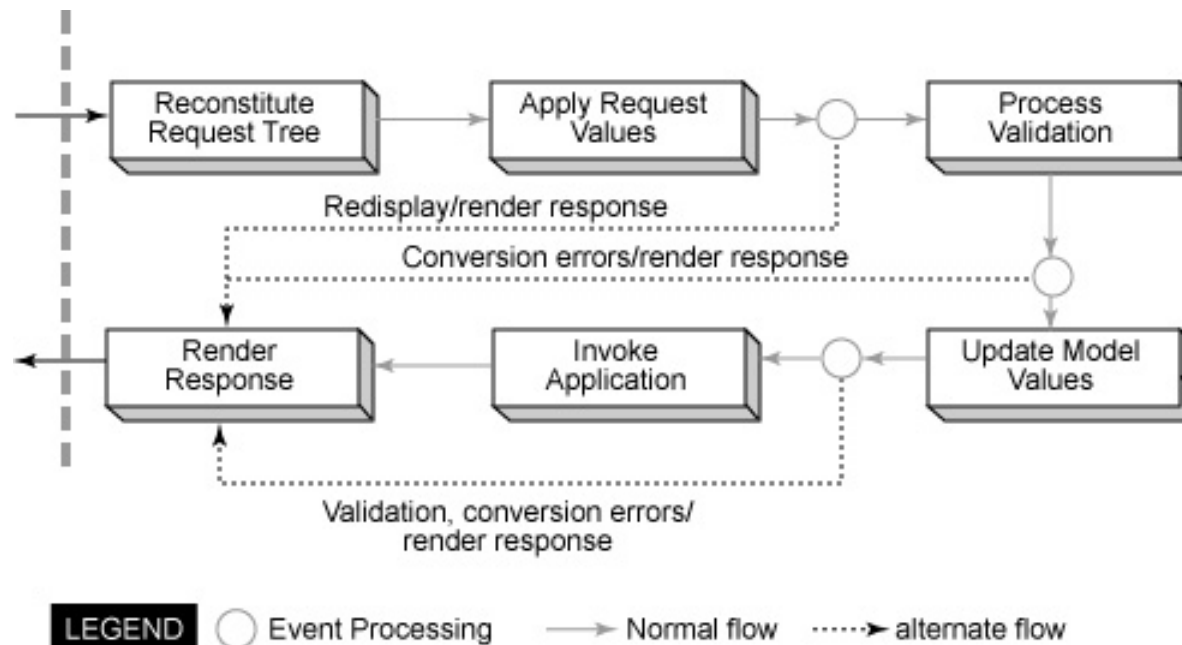 Reconstitute
Request Tree
Apply Request
Values
Process
Validation
Redisplay/render response
Conversion errors/render response
Render
Response
Invoke
Application
Update Model
Values
Validation, conversion errors/
render response
LEGEND
Event Processing
Normal flow
alternate flow